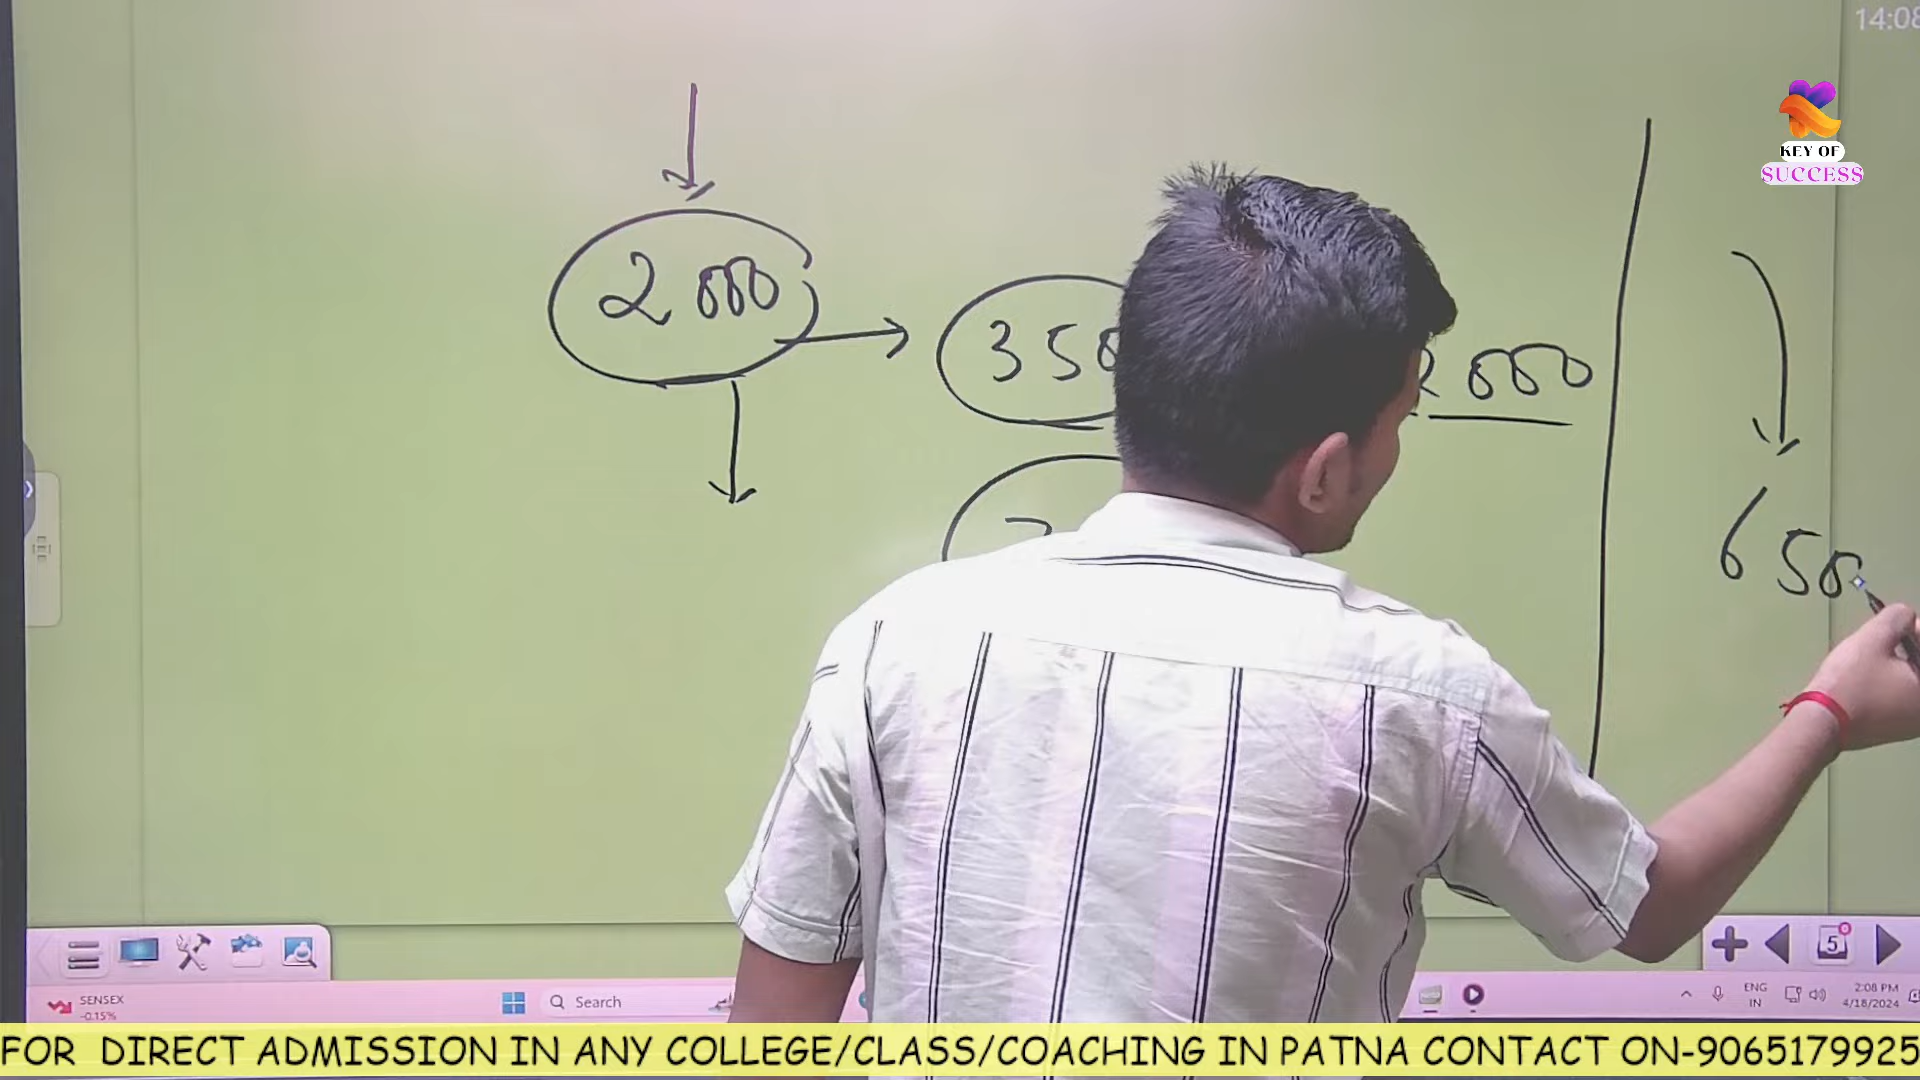 14:08
KEY OF
SUCCESS
2000
350
2000
650
5
SENSEX
-0.15%
Search
ENG
IN
2:08 PM
4/18/2024
FOR DIRECT ADMISSION IN ANY COLLEGE/CLASS/COACHING IN PATNA CONTACT ON-9065179925